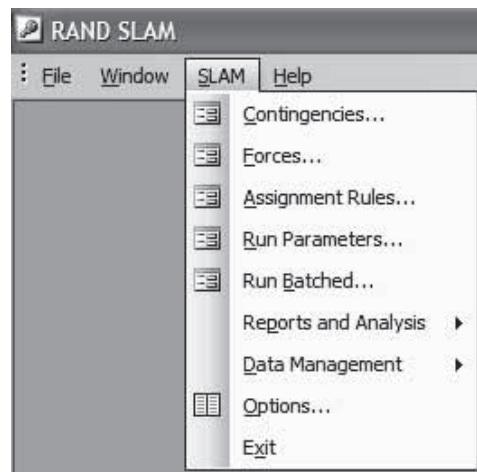 RAND SLAM
File Window SLAM Help
Contingencies...
Forces...
Assignment Rules...
Run Parameters...
Run Batched...
Reports and Analysis
Data Management
Options...
Exit